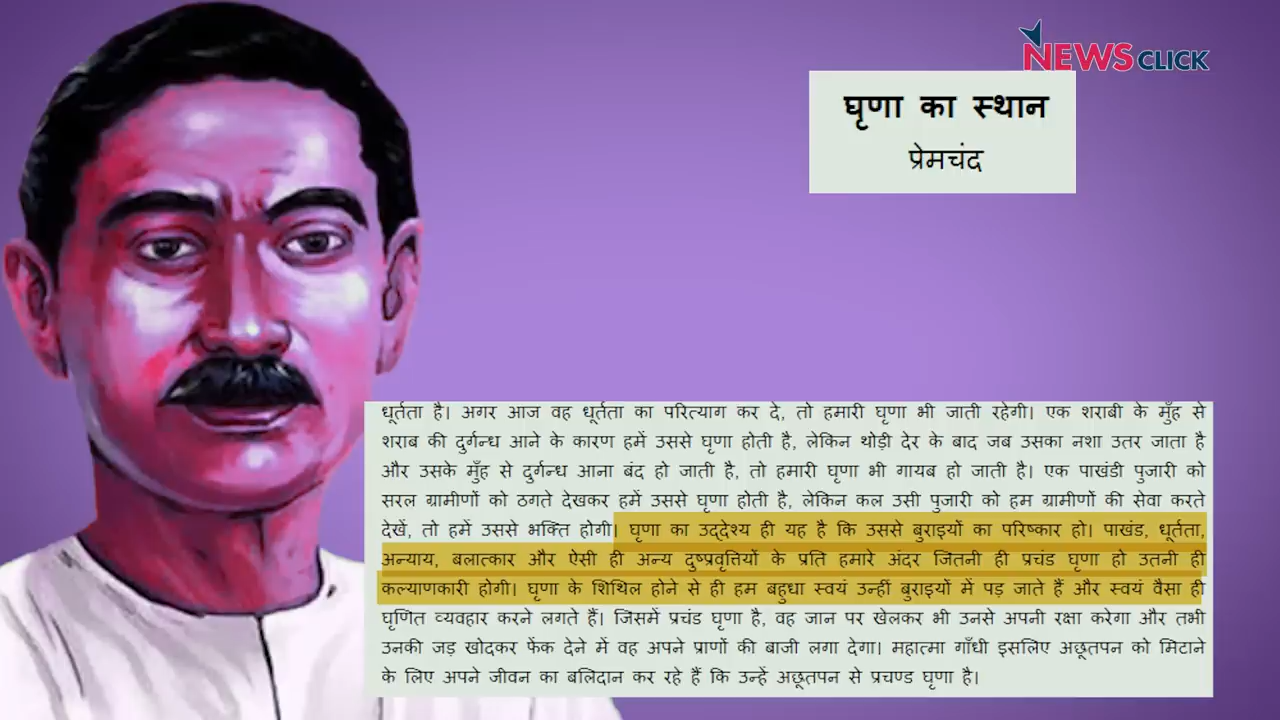 NEWSCLICK
घृणा का स्थान
प्रेमचंद
धूर्तता है। अगर आज वह धूर्तता का परित्याग कर दे, तो हमारी घृणा भी जाती रहेगी। एक शराबी के मुँह से
शराब की दुर्गन्ध आने के कारण हमें उससे घृणा होती है, लेकिन थोड़ी देर के बाद जब उसका नशा उतर जाता है
और उसके मुँह से दुर्गन्ध आना बंद हो जाती है, तो हमारी घृणा भी गायब हो जाती है। एक पाखंडी पुजारी को
सरल ग्रामीणों को ठगते देखकर हमें उससे घृणा होती है, लेकिन कल उसी पुजारी को हम ग्रामीणों की सेवा करते
देखें, तो हमें उससे भक्ति होगी। घृणा का उद्देश्य ही यह है कि उससे बुराइयों का परिष्कार हो। पाखंड, धूर्तता,
अन्याय, बलात्कार और ऐसी ही अन्य दुष्प्रवृत्तियों के प्रति हमारे अंदर जितनी ही प्रचंड घृणा हो उतनी ही
कल्याणकारी होगी। घृणा के शिथिल होने से ही हम बहुधा स्वयं उन्हीं बुराइयों में पड़ जाते हैं और स्वयं वैसा ही
घृणित व्यवहार करने लगते हैं। जिसमें प्रचंड घृणा है, वह जान पर खेलकर भी उनसे अपनी रक्षा करेगा और तभी
उनकी जड़ खोदकर फेंक देने में वह अपने प्राणों की बाजी लगा देगा। महात्मा गाँधी इसलिए अछूतपन को मिटाने
के लिए अपने जीवन का बलिदान कर रहे हैं कि उन्हें अछूतपन से प्रचण्ड घृणा है।